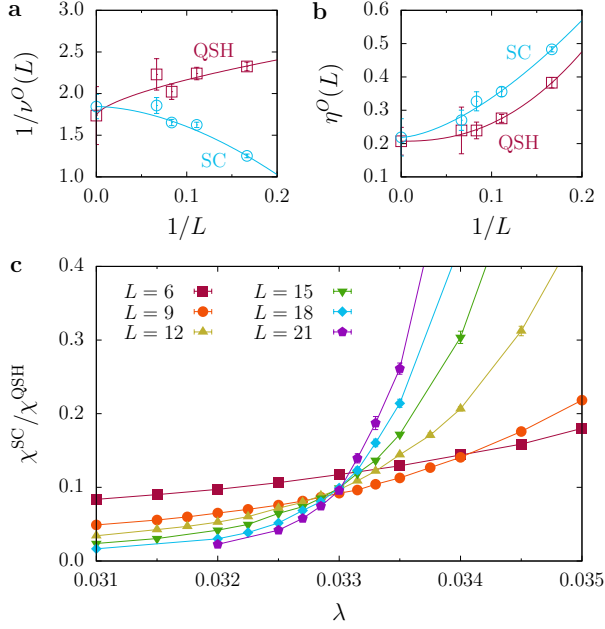 a
3.0
2.5
2.0
1.5
1.0
1/ν^O(L)
QSH
SC
0.0 0.1 0.2
1/L
b
0.6
0.5
0.4
0.3
0.2
0.1
η^O(L)
SC
QSH
0.0 0.1 0.2
1/L
c
0.4
0.3
0.2
0.1
0.0
χ^SC/χ^QSH
L = 6 L = 15
L = 9 L = 18
L = 12 L = 21
0.031 0.032 0.033 0.034 0.035
λ